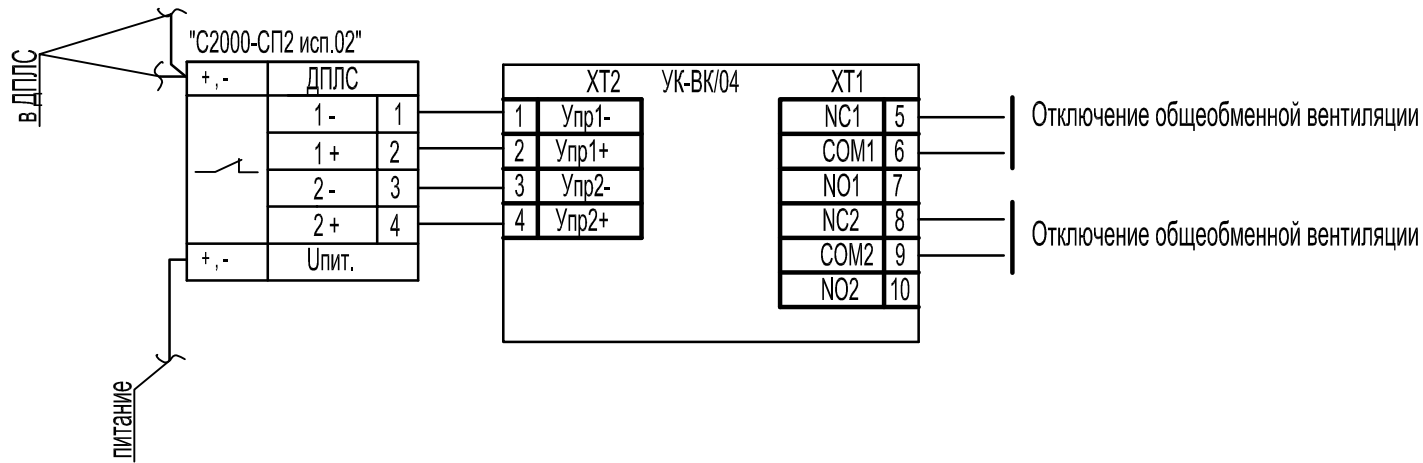 в ДПЛС
"С2000-СП2 исп.02"
+ , - ДПЛС
1 - 1
1 + 2
2 - 3
2 + 4
+ , - Uпит.
питание
XT2 УК-ВК/04 XT1
1 Упр1-
2 Упр1+
3 Упр2-
4 Упр2+
NC1 5
COM1 6
NO1 7
NC2 8
COM2 9
NO2 10
Отключение общеобменной вентиляции
Отключение общеобменной вентиляции